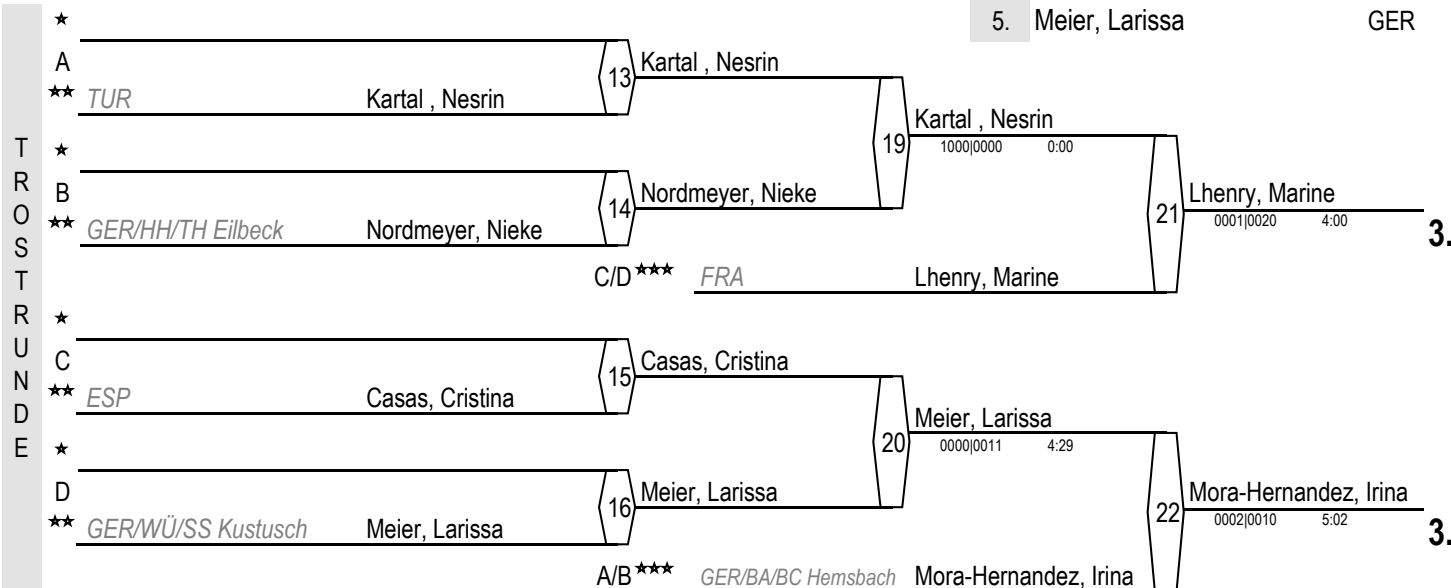 TROSTRUNDE
5. Meier, Larissa GER
★
A
13 Kartal , Nesrin
★★ TUR Kartal , Nesrin
19 Kartal , Nesrin
1000|0000 0:00
★
B
14 Nordmeyer, Nieke
★★ GER/HH/TH Eilbeck Nordmeyer, Nieke
21 Lhenry, Marine
0001|0020 4:00
3.
C/D ★★★ FRA Lhenry, Marine
★
C
15 Casas, Cristina
★★ ESP Casas, Cristina
20 Meier, Larissa
0000|0011 4:29
★
D
16 Meier, Larissa
★★ GER/WÜ/SS Kustusch Meier, Larissa
22 Mora-Hernandez, Irina
0002|0010 5:02
3.
A/B ★★★ GER/BA/BC Hemsbach Mora-Hernandez, Irina